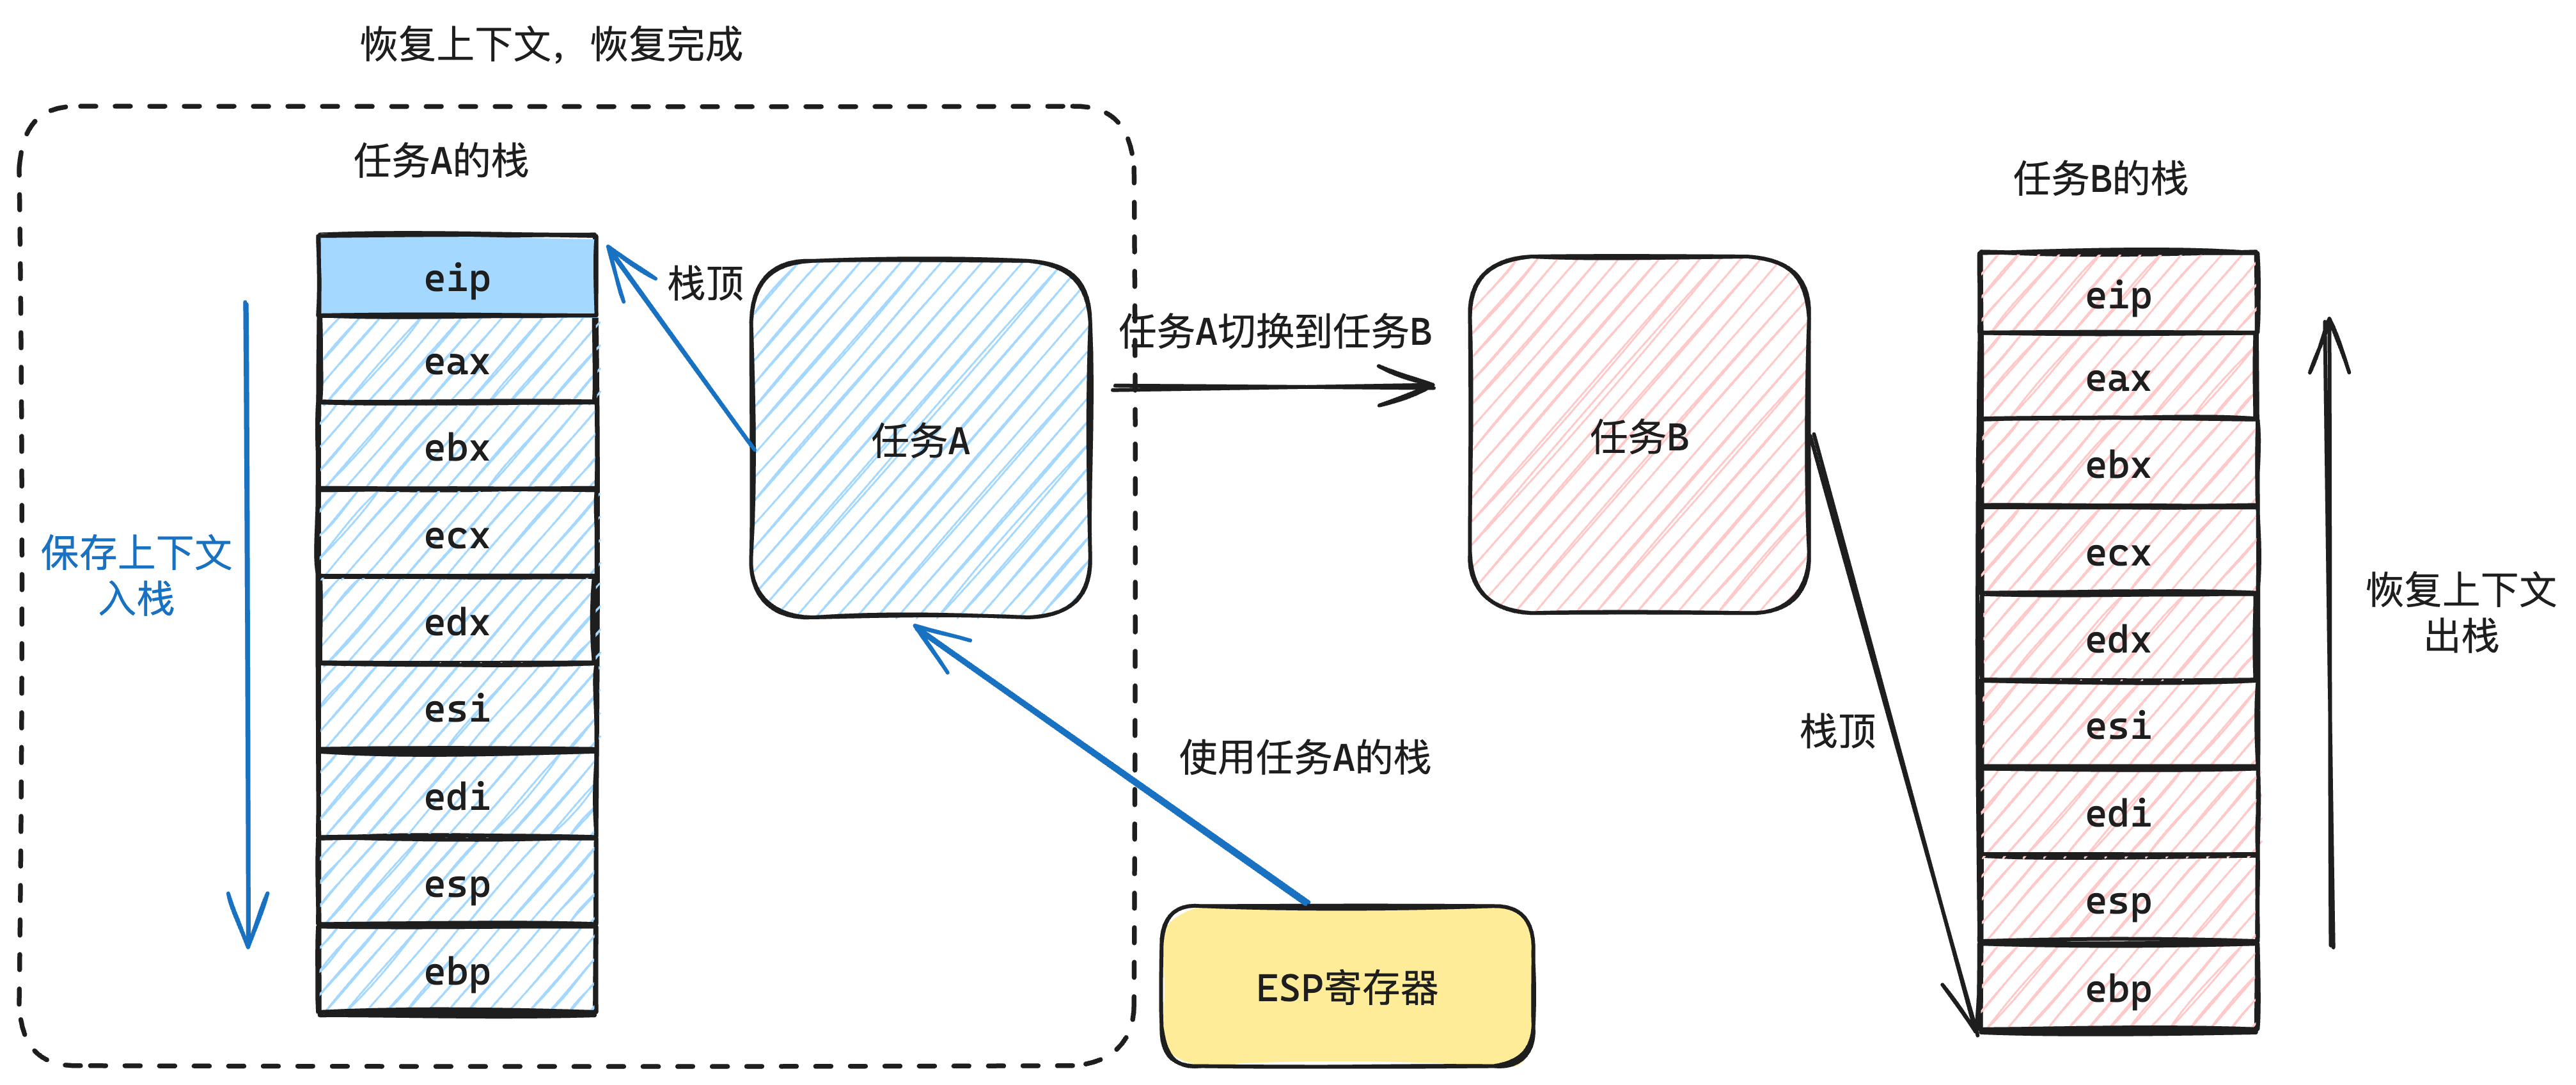 恢复上下文，恢复完成
任务A的栈
eip
eax
ebx
ecx
edx
esi
edi
esp
ebp
保存上下文
入栈
栈顶
任务A
任务A切换到任务B
使用任务A的栈
ESP寄存器
任务B
栈顶
任务B的栈
eip
eax
ebx
ecx
edx
esi
edi
esp
ebp
恢复上下文
出栈